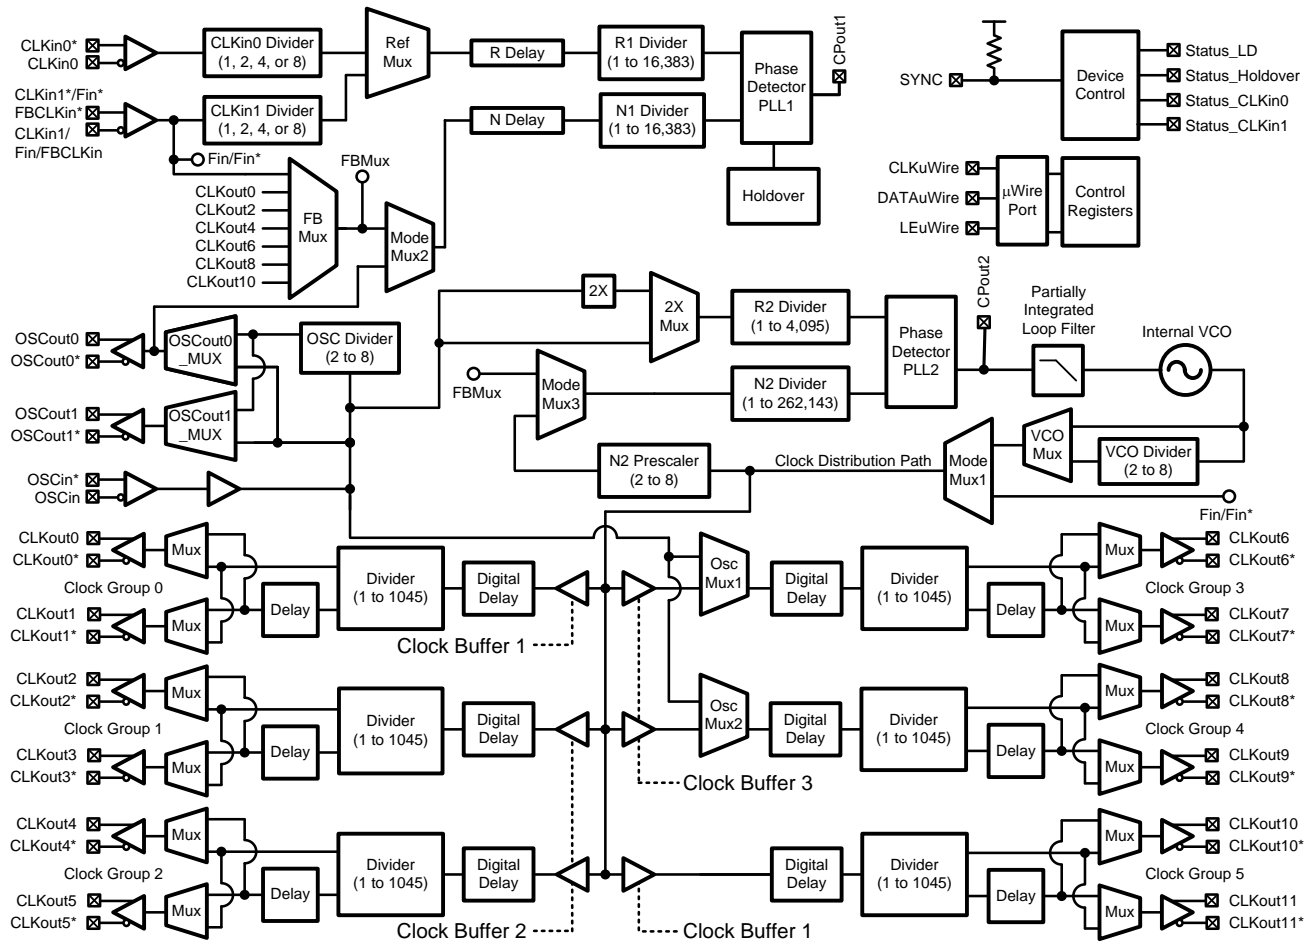 CLKin0*
CLKin0
CLKin0 Divider
(1, 2, 4, or 8)
Ref
Mux
R Delay
R1 Divider
(1 to 16,383)
Phase
Detector
PLL1
CPout1
CLKin1*/Fin*
FBCLKin*
CLKin1/
Fin/FBCLKin
CLKin1 Divider
(1, 2, 4, or 8)
N Delay
N1 Divider
(1 to 16,383)
Fin/Fin*
FBMux
Holdover
CLKout0
CLKout2
CLKout4
CLKout6
CLKout8
CLKout10
FB
Mux
Mode
Mux2
SYNC
Device
Control
Status_LD
Status_Holdover
Status_CLKin0
Status_CLKin1
CLKuWire
DATAuWire
LEuWire
µWire
Port
Control
Registers
OSCout0
OSCout0*
OSCout0
_MUX
OSC Divider
(2 to 8)
OSCout1
OSCout1*
OSCout1
_MUX
OSCin*
OSCin
2X
2X
Mux
R2 Divider
(1 to 4,095)
Phase
Detector
PLL2
CPout2
Partially
Integrated
Loop Filter
Internal VCO
FBMux
Mode
Mux3
N2 Divider
(1 to 262,143)
N2 Prescaler
(2 to 8)
Clock Distribution Path
Mode
Mux1
VCO
Mux
VCO Divider
(2 to 8)
Fin/Fin*
CLKout0
CLKout0*
Mux
Clock Group 0
CLKout1
CLKout1*
Mux
Delay
Divider
(1 to 1045)
Digital
Delay
Clock Buffer 1
Osc
Mux1
Digital
Delay
Divider
(1 to 1045)
Delay
Mux
CLKout6
CLKout6*
Clock Group 3
Mux
CLKout7
CLKout7*
CLKout2
CLKout2*
Mux
Clock Group 1
CLKout3
CLKout3*
Mux
Delay
Divider
(1 to 1045)
Digital
Delay
Osc
Mux2
Clock Buffer 3
Digital
Delay
Divider
(1 to 1045)
Delay
Mux
CLKout8
CLKout8*
Clock Group 4
Mux
CLKout9
CLKout9*
CLKout4
CLKout4*
Mux
Clock Group 2
CLKout5
CLKout5*
Mux
Delay
Divider
(1 to 1045)
Digital
Delay
Clock Buffer 2
Clock Buffer 1
Digital
Delay
Divider
(1 to 1045)
Delay
Mux
CLKout10
CLKout10*
Clock Group 5
Mux
CLKout11
CLKout11*